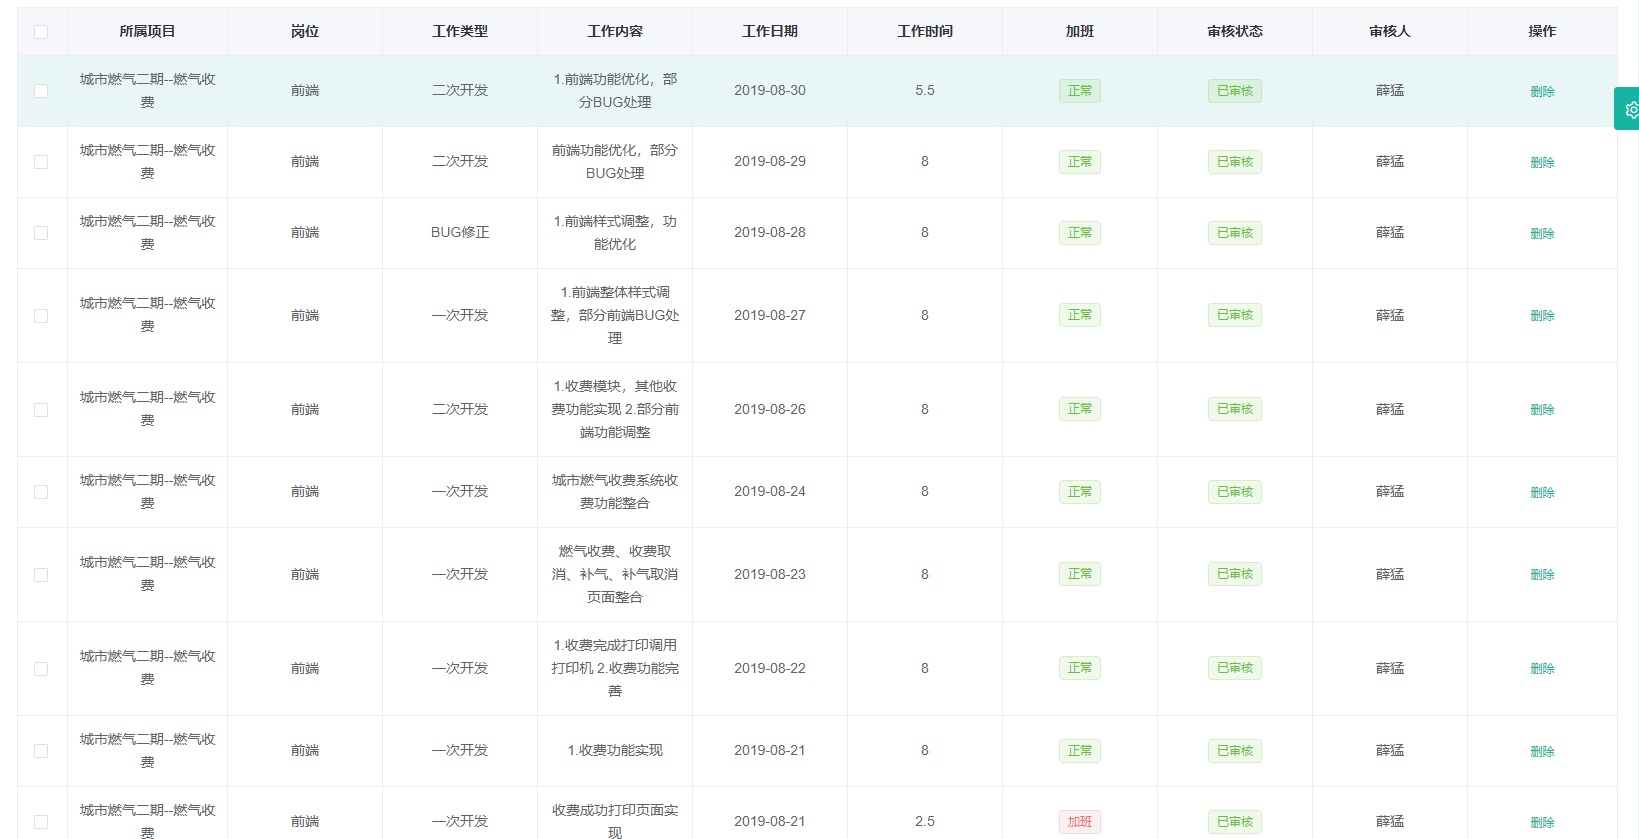 所属项目 岗位 工作类型 工作内容 工作日期 工作时间 加班 审核状态 审核人 操作
城市燃气二期--燃气收费 前端 二次开发 1.前端功能优化，部分BUG处理 2019-08-30 5.5 正常 已审核 薛猛 删除
城市燃气二期--燃气收费 前端 二次开发 前端功能优化，部分BUG处理 2019-08-29 8 正常 已审核 薛猛 删除
城市燃气二期--燃气收费 前端 BUG修正 1.前端样式调整，功能优化 2019-08-28 8 正常 已审核 薛猛 删除
城市燃气二期--燃气收费 前端 一次开发 1.前端整体样式调整，部分前端BUG处理 2019-08-27 8 正常 已审核 薛猛 删除
城市燃气二期--燃气收费 前端 二次开发 1.收费模块，其他收费功能实现 2.部分前端功能调整 2019-08-26 8 正常 已审核 薛猛 删除
城市燃气二期--燃气收费 前端 一次开发 城市燃气收费系统收费功能整合 2019-08-24 8 正常 已审核 薛猛 删除
城市燃气二期--燃气收费 前端 一次开发 燃气收费、收费取消、补气、补气取消页面整合 2019-08-23 8 正常 已审核 薛猛 删除
城市燃气二期--燃气收费 前端 一次开发 1.收费完成打印调用打印机 2.收费功能完善 2019-08-22 8 正常 已审核 薛猛 删除
城市燃气二期--燃气收费 前端 一次开发 1.收费功能实现 2019-08-21 8 正常 已审核 薛猛 删除
城市燃气二期--燃气收费 前端 一次开发 收费成功打印页面实现 2019-08-21 2.5 加班 已审核 薛猛 删除